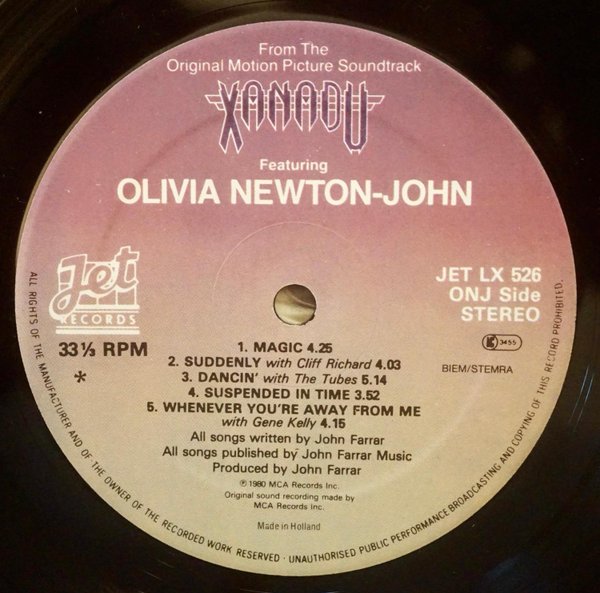 From The
Original Motion Picture Soundtrack
XANADU
Featuring
OLIVIA NEWTON-JOHN
Jet
RECORDS
JET LX 526
ONJ Side
STEREO
33⅓ RPM
*
K 3455
BIEM/STEMRA
1. MAGIC 4.25
2. SUDDENLY with Cliff Richard 4.03
3. DANCIN' with The Tubes 5.14
4. SUSPENDED IN TIME 3.52
5. WHENEVER YOU'RE AWAY FROM ME
with Gene Kelly 4.15
All songs written by John Farrar
All songs published by John Farrar Music
Produced by John Farrar
℗ 1980 MCA Records Inc.
Original sound recording made by
MCA Records Inc.
Made in Holland
ALL RIGHTS OF THE MANUFACTURER AND OF THE OWNER OF THE RECORDED WORK RESERVED · UNAUTHORISED PUBLIC PERFORMANCE BROADCASTING AND COPYING OF THIS RECORD PROHIBITED.